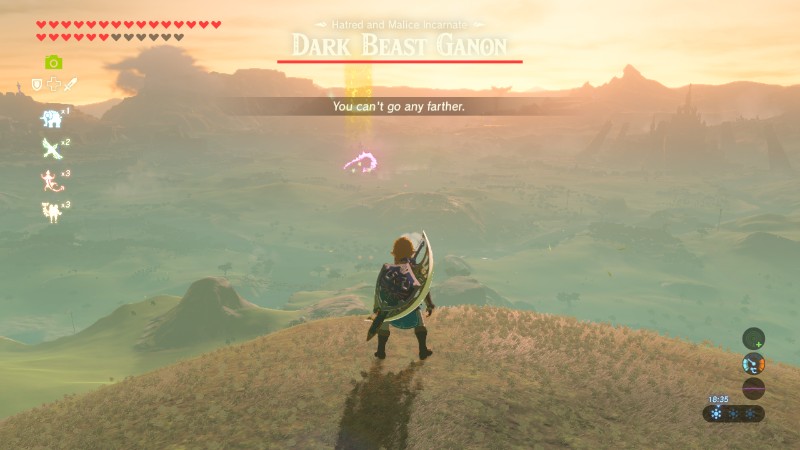 Hatred and Malice Incarnate
DARK BEAST GANON
You can't go any farther.
x1
x2
x3
x3
18:35